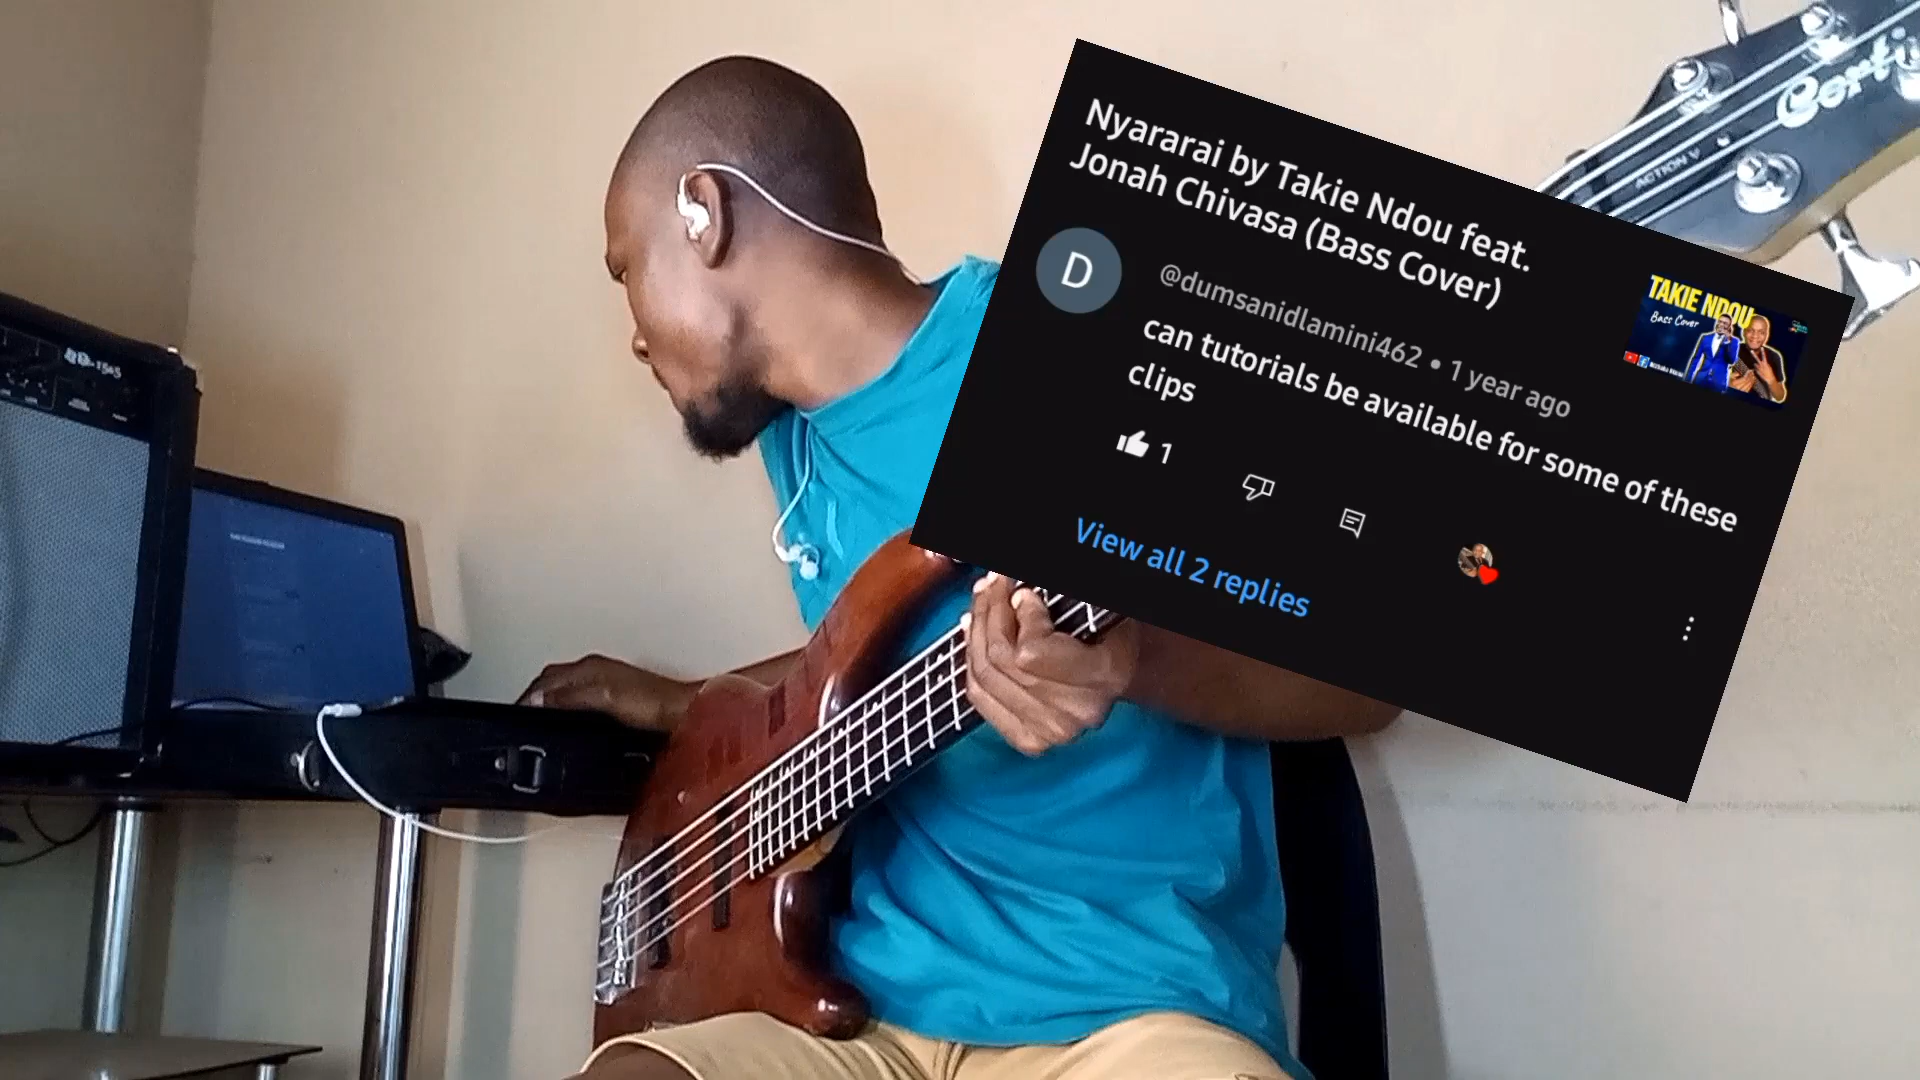 Cort
ACTION V
Nyararai by Takie Ndou feat.
Jonah Chivasa (Bass Cover)
TAKIE NDOU
Bass Cover
D
@dumsanidlamini462 • 1 year ago
can tutorials be available for some of these
clips
1
View all 2 replies